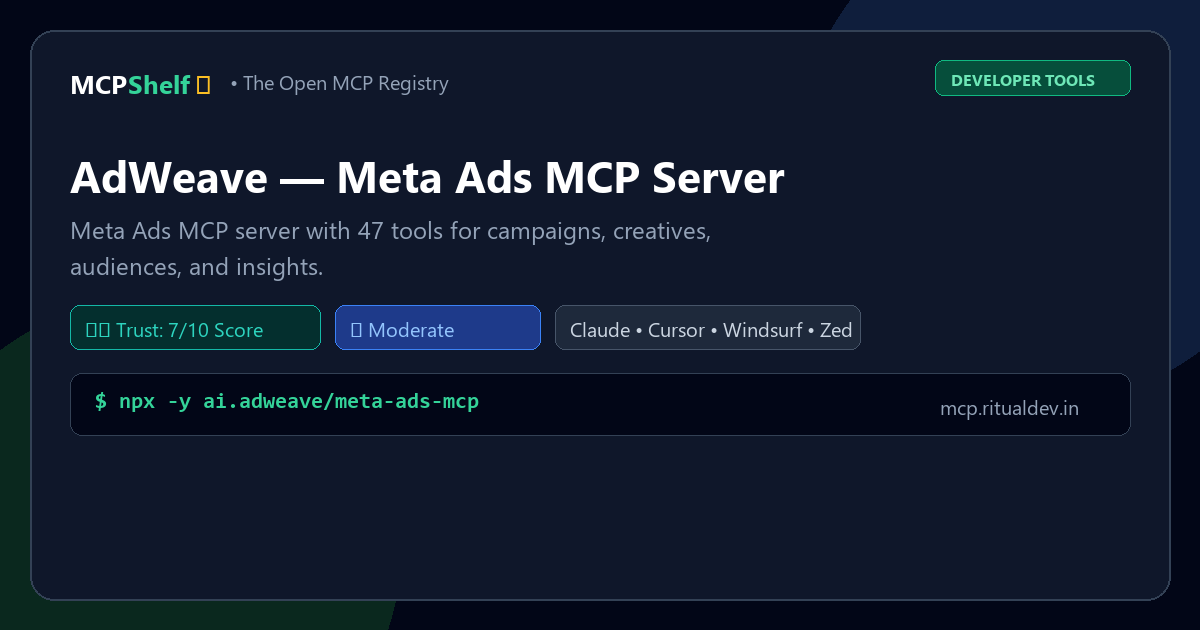 MCPShelf • The Open MCP Registry
DEVELOPER TOOLS
AdWeave — Meta Ads MCP Server
Meta Ads MCP server with 47 tools for campaigns, creatives,
audiences, and insights.
Trust: 7/10 Score
Moderate
Claude • Cursor • Windsurf • Zed
$ npx -y ai.adweave/meta-ads-mcp
mcp.ritualdev.in